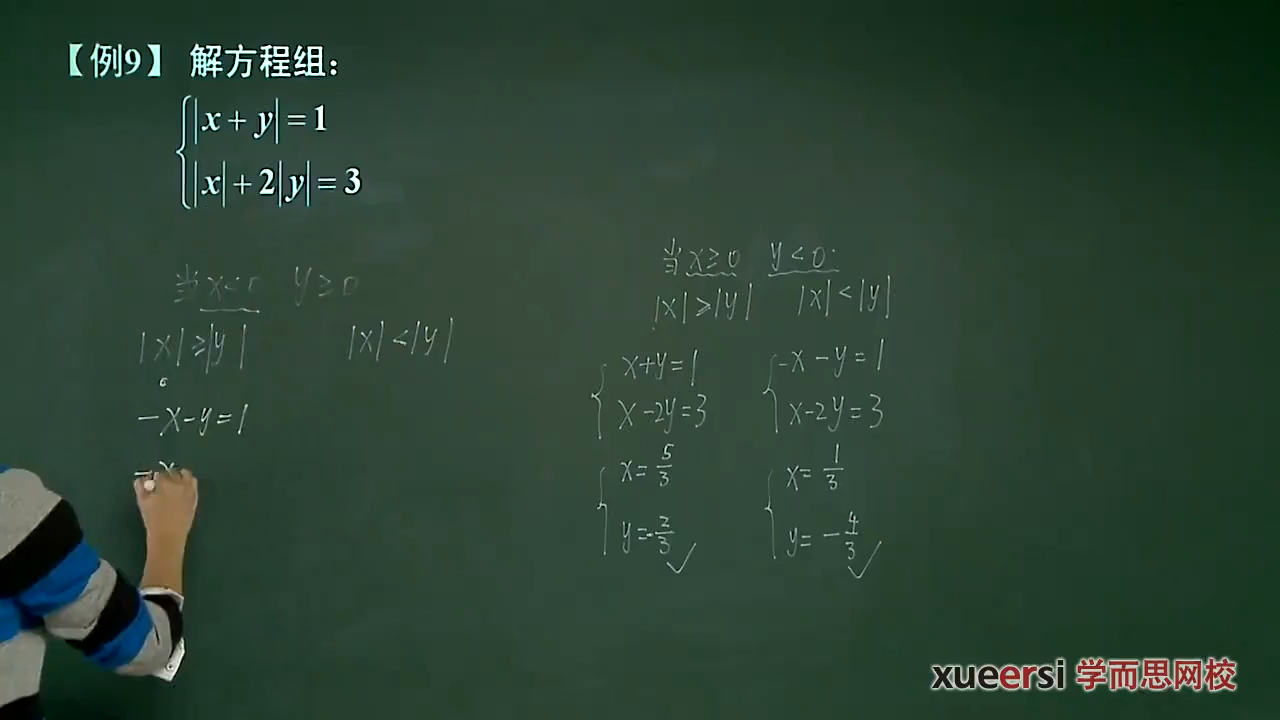 【例9】 解方程组:
|x + y| = 1
|x| + 2|y| = 3
当x<0 y≥0
|x|≥|y| |x|<|y|
-x-y=1
-x
当x≥0 y<0
|x|≥|y| |x|<|y|
x+y=1 -x-y=1
x-2y=3 x-2y=3
x=5/3 x=1/3
y=-2/3 y=-4/3
xueersi 学而思网校